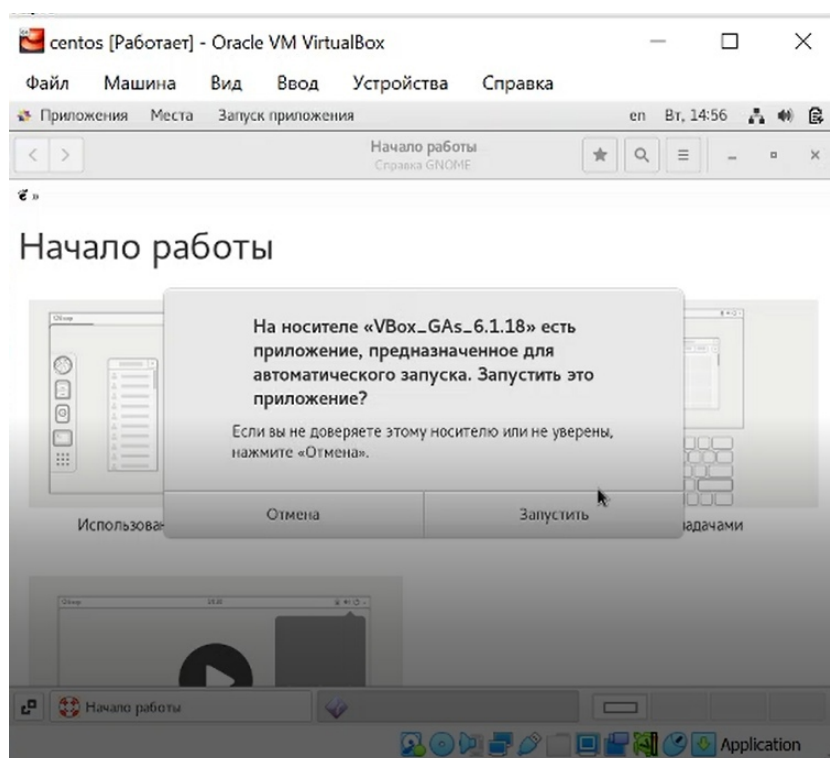 centos [Работает] - Oracle VM VirtualBox
Файл Машина Вид Ввод Устройства Справка
Приложения Места Запуск приложения en Вт, 14:56
Начало работы
Справка GNOME
Начало работы
На носителе «VBox_GAs_6.1.18» есть
приложение, предназначенное для
автоматического запуска. Запустить это
приложение?
Если вы не доверяете этому носителю или не уверены,
нажмите «Отмена».
Отмена Запустить
Использован
задачами
Начало работы
Application